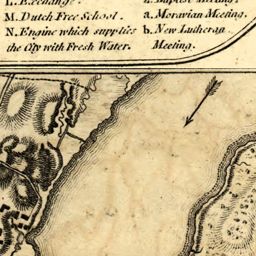 L. Exchange.
M. Dutch Free School.
N. Engine which supplies
the City with Fresh Water.
Baptist Meeting.
a. Moravian Meeting.
b. New Lutheran
Meeting.